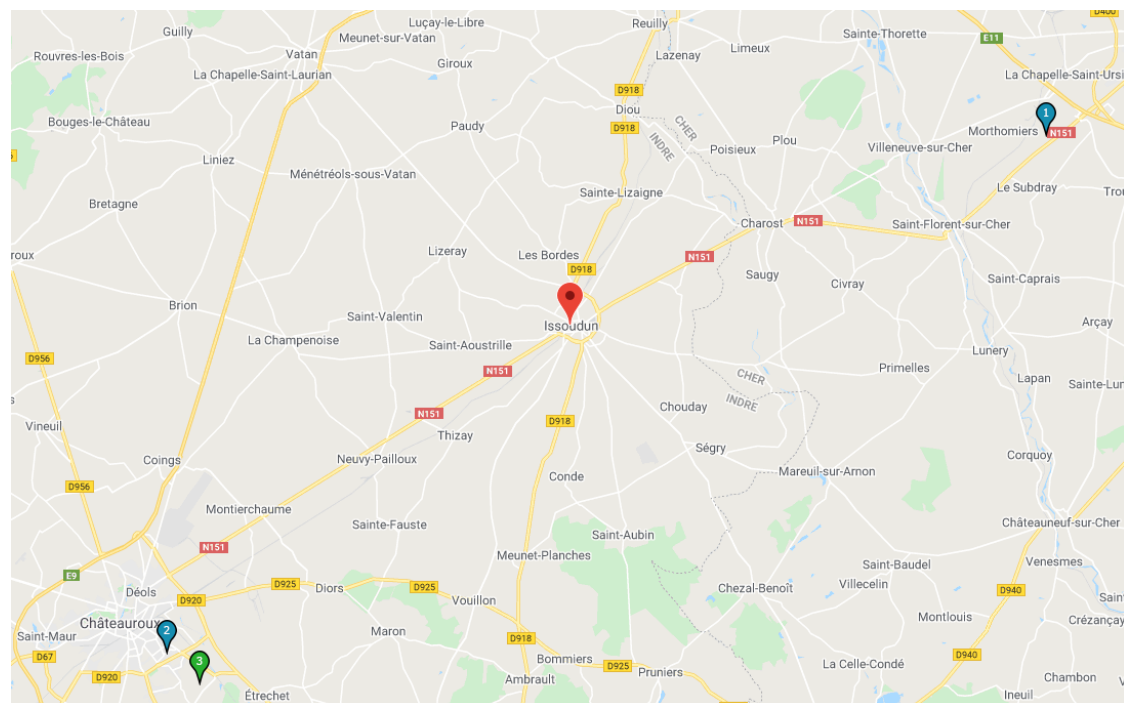 D400
Guilly
Luçay-le-Libre
Reuilly
Meunet-sur-Vatan
Sainte-Thorette
E11
Rouvres-les-Bois
Vatan
Lazenay
Limeux
Giroux
La Chapelle-Saint-Laurian
La Chapelle-Saint-Ursi
D918
Diou
1
Bouges-le-Château
Paudy
D918
CHER
INDRE
Morthomiers
N151
Plou
Poisieux
Villeneuve-sur-Cher
Liniez
Ménétréols-sous-Vatan
Sainte-Lizaigne
Le Subdray
Trou
Bretagne
Charost
N151
Saint-Florent-sur-Cher
roux
Lizeray
Les Bordes
N151
D918
Saugy
Civray
Saint-Caprais
Brion
Saint-Valentin
Issoudun
Arçay
La Champenoise
Saint-Aoustrille
D956
Lunery
Primelles
N151
CHER
INDRE
Lapan
Sainte-Lun
Chouday
N151
D918
Vineuil
Thizay
Ségry
Corquoy
Coings
Neuvy-Pailloux
Mareuil-sur-Arnon
Conde
D956
Montierchaume
Sainte-Fauste
Saint-Aubin
Châteauneuf-sur-Cher
N151
Meunet-Planches
Saint-Baudel
Venesmes
E9
Déols
D925
Diors
D925
Chezal-Benoît
Villecelin
D940
D920
Vouillon
Saint
Montlouis
Crézançay
Châteauroux
2
Saint-Maur
Maron
D918
D67
3
Bommiers
D925
Pruniers
La Celle-Condé
D940
D920
Ambrault
Chambon
Étrechet
Ineuil